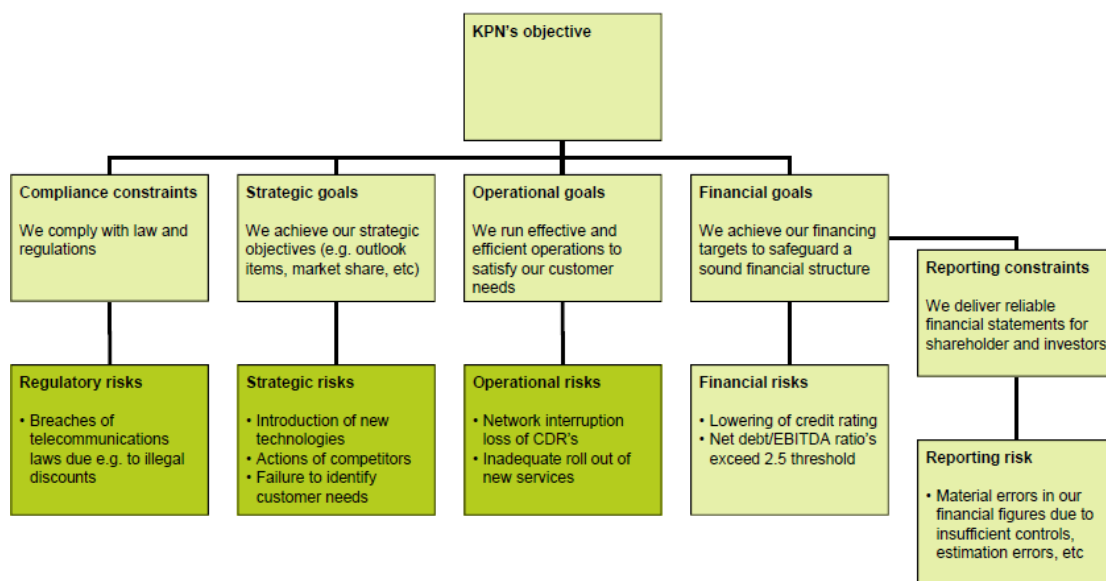 KPN's objective
Compliance constraints
We comply with law and
regulations
Strategic goals
We achieve our strategic
objectives (e.g. outlook
items, market share, etc)
Operational goals
We run effective and
efficient operations to
satisfy our customer
needs
Financial goals
We achieve our financing
targets to safeguard a
sound financial structure
Reporting constraints
We deliver reliable
financial statements for
shareholder and investors
Regulatory risks
• Breaches of
telecommunications
laws due e.g. to illegal
discounts
Strategic risks
• Introduction of new
technologies
• Actions of competitors
• Failure to identify
customer needs
Operational risks
• Network interruption
loss of CDR's
• Inadequate roll out of
new services
Financial risks
• Lowering of credit rating
• Net debt/EBITDA ratio's
exceed 2.5 threshold
Reporting risk
• Material errors in our
financial figures due to
insufficient controls,
estimation errors, etc